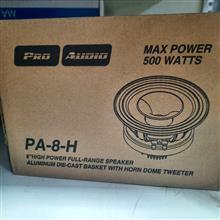 PRO AUDIO
MAX POWER
500 WATTS
PA-8-H
8"HIGH POWER FULL-RANGE SPEAKER
ALUMINUM DIE-CAST BASKET WITH HORN DOME TWEETER